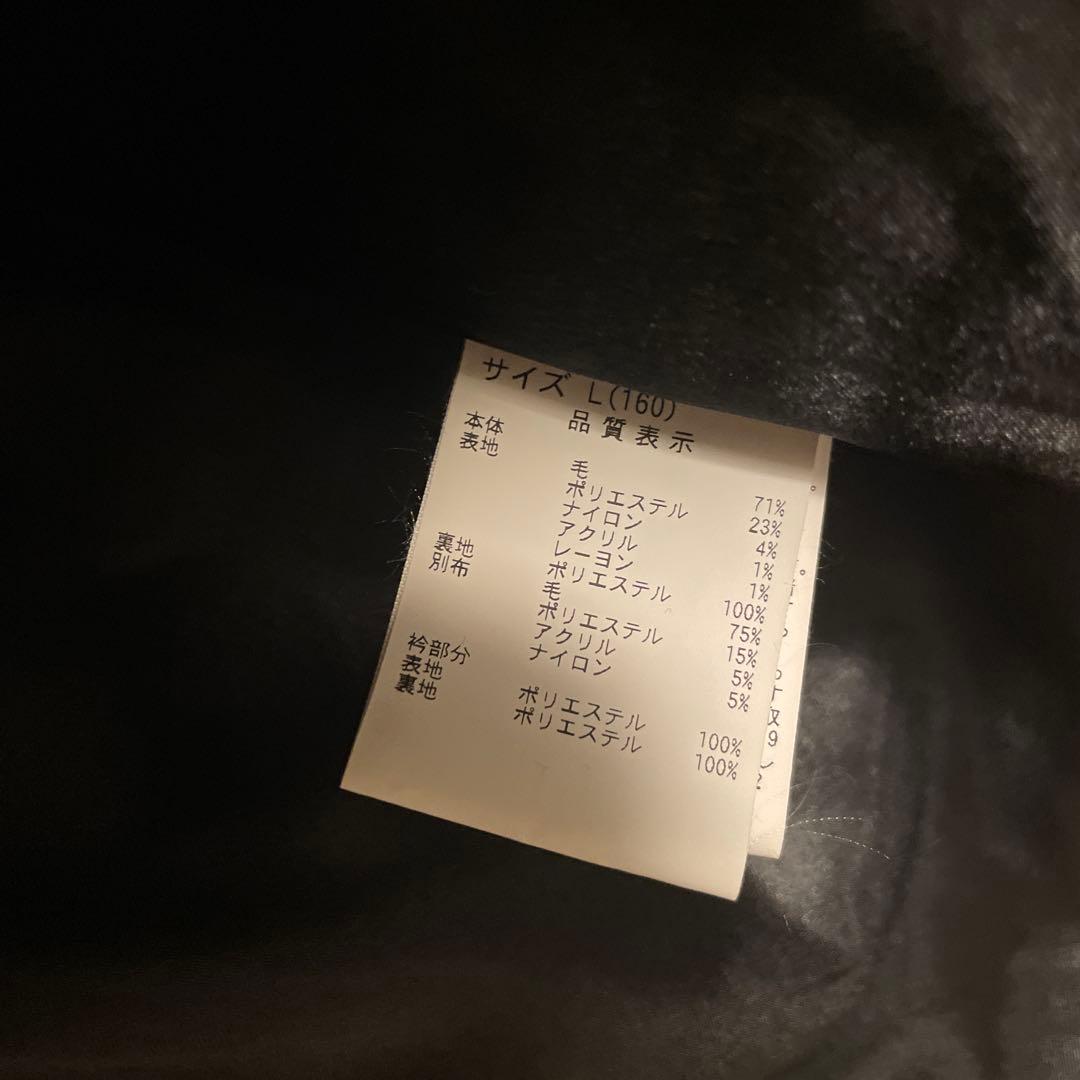 サイズ L(160)
品質表示
本体
表地
毛 71%
ポリエステル 23%
ナイロン 4%
アクリル 1%
レーヨン 1%
裏地 ポリエステル 100%
別布 毛 75%
ポリエステル 15%
アクリル 5%
ナイロン 5%
衿部分
表地 ポリエステル 100%
裏地 ポリエステル 100%